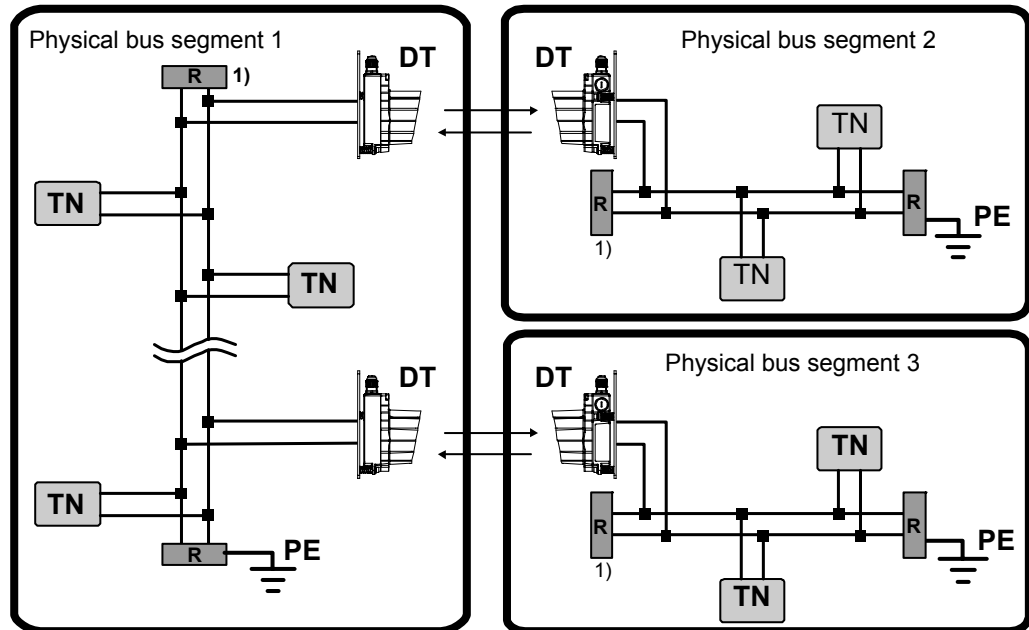 Physical bus segment 1
R 1)
DT
TN
TN
DT
TN
R
PE
Physical bus segment 2
DT
TN
R
R
PE
1)
TN
Physical bus segment 3
DT
TN
R
R
PE
1)
TN